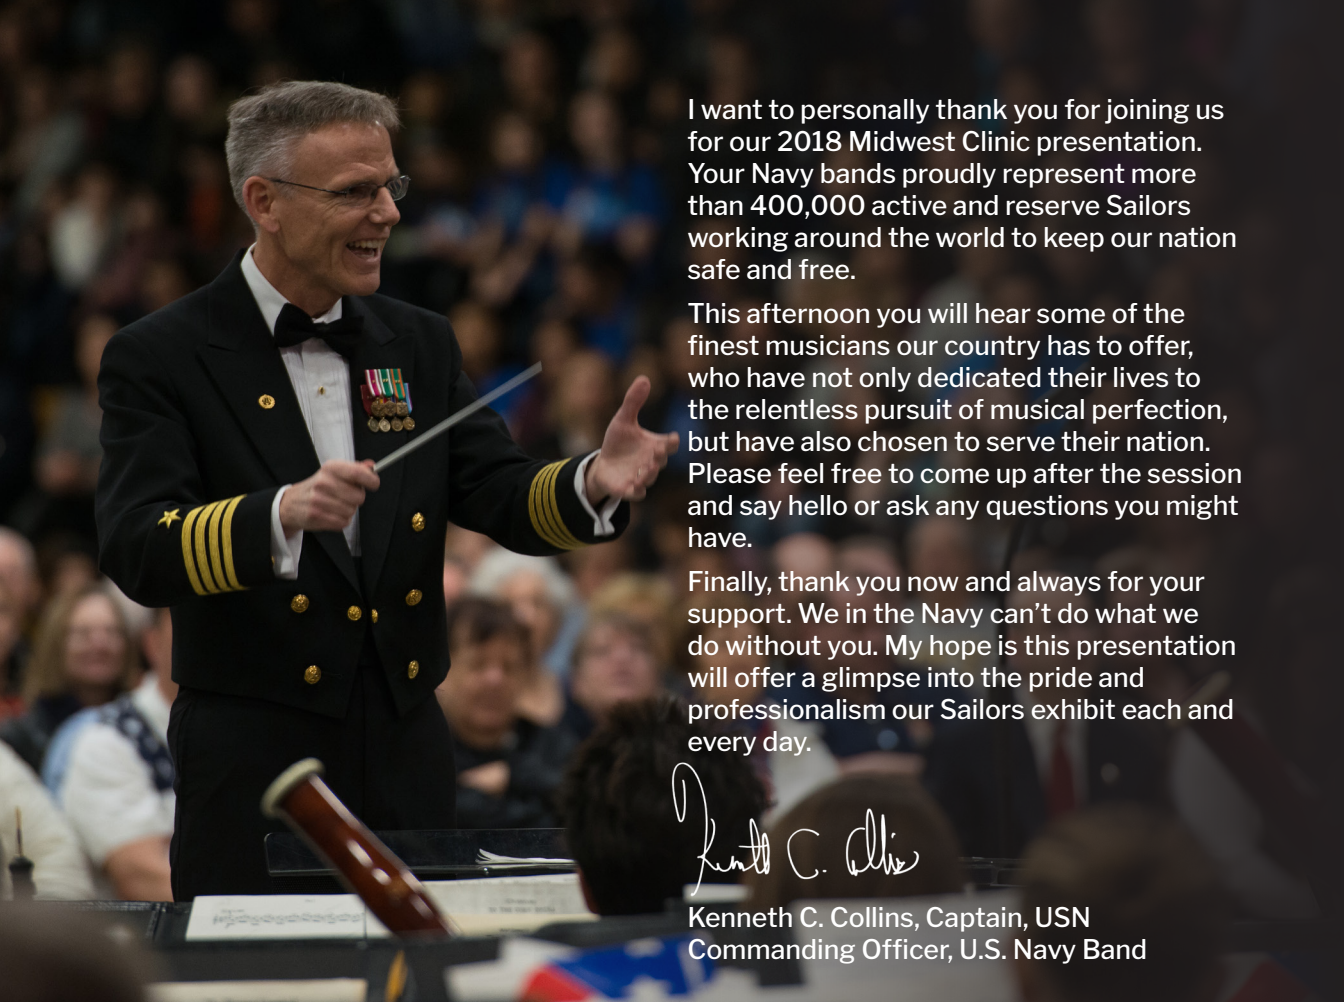 I want to personally thank you for joining us
for our 2018 Midwest Clinic presentation.
Your Navy bands proudly represent more
than 400,000 active and reserve Sailors
working around the world to keep our nation
safe and free.
This afternoon you will hear some of the
finest musicians our country has to offer,
who have not only dedicated their lives to
the relentless pursuit of musical perfection,
but have also chosen to serve their nation.
Please feel free to come up after the session
and say hello or ask any questions you might
have.
Finally, thank you now and always for your
support. We in the Navy can’t do what we
do without you. My hope is this presentation
will offer a glimpse into the pride and
professionalism our Sailors exhibit each and
every day.
Kenneth C. Collins
Kenneth C. Collins, Captain, USN
Commanding Officer, U.S. Navy Band